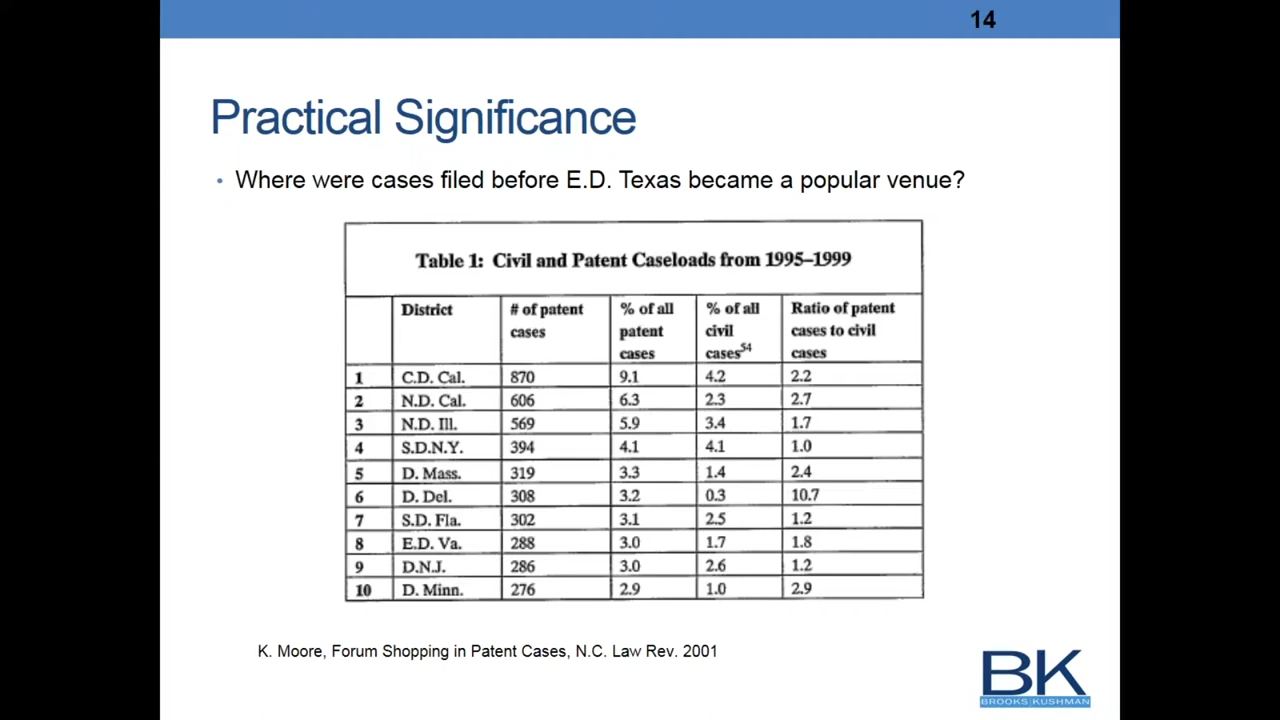 14
Practical Significance
• Where were cases filed before E.D. Texas became a popular venue?
Table 1: Civil and Patent Caseloads from 1995–1999
District # of patent cases % of all patent cases % of all civil cases54 Ratio of patent cases to civil cases
1 C.D. Cal. 870 9.1 4.2 2.2
2 N.D. Cal. 606 6.3 2.3 2.7
3 N.D. Ill. 569 5.9 3.4 1.7
4 S.D.N.Y. 394 4.1 4.1 1.0
5 D. Mass. 319 3.3 1.4 2.4
6 D. Del. 308 3.2 0.3 10.7
7 S.D. Fla. 302 3.1 2.5 1.2
8 E.D. Va. 288 3.0 1.7 1.8
9 D.N.J. 286 3.0 2.6 1.2
10 D. Minn. 276 2.9 1.0 2.9
K. Moore, Forum Shopping in Patent Cases, N.C. Law Rev. 2001
BK
BROOKS KUSHMAN